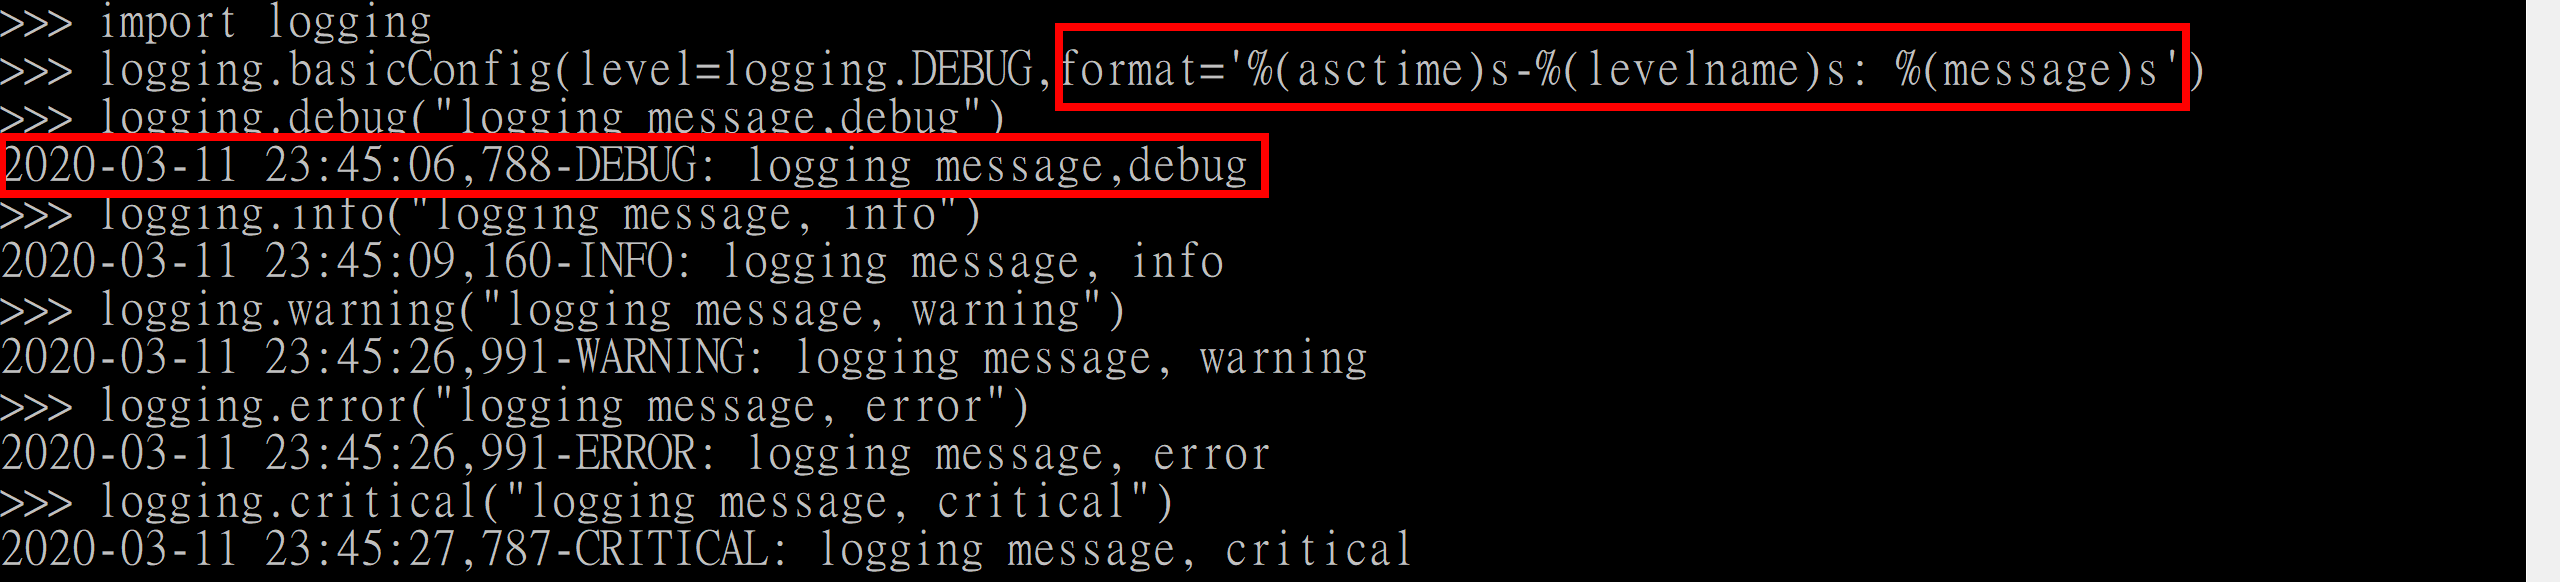 >>> import logging
>>> logging.basicConfig(level=logging.DEBUG,format='%(asctime)s-%(levelname)s: %(message)s')
>>> logging.debug("logging message,debug")
2020-03-11 23:45:06,788-DEBUG: logging message,debug
>>> logging.info("logging message, info")
2020-03-11 23:45:09,160-INFO: logging message, info
>>> logging.warning("logging message, warning")
2020-03-11 23:45:26,991-WARNING: logging message, warning
>>> logging.error("logging message, error")
2020-03-11 23:45:26,991-ERROR: logging message, error
>>> logging.critical("logging message, critical")
2020-03-11 23:45:27,787-CRITICAL: logging message, critical